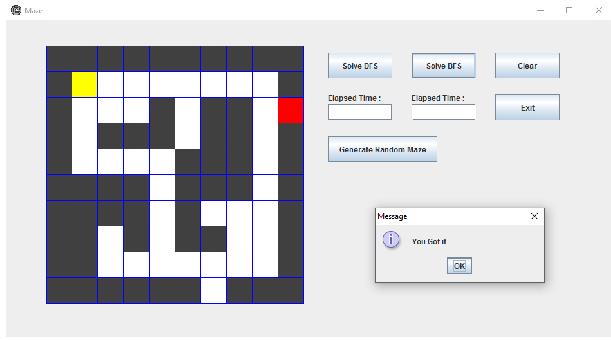 Maze
Solve DFS
Solve BFS
Clear
Elapsed Time :
Elapsed Time :
Exit
Generate Random Maze
Message
You Got it
OK